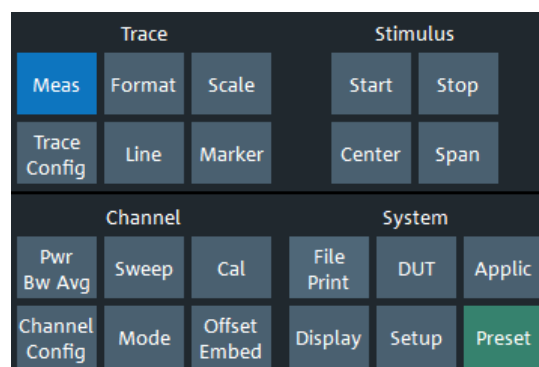 Trace
Stimulus
Meas
Format
Scale
Start
Stop
Trace
Config
Line
Marker
Center
Span
Channel
System
Pwr
Bw Avg
Sweep
Cal
File
Print
DUT
Applic
Channel
Config
Mode
Offset
Embed
Display
Setup
Preset